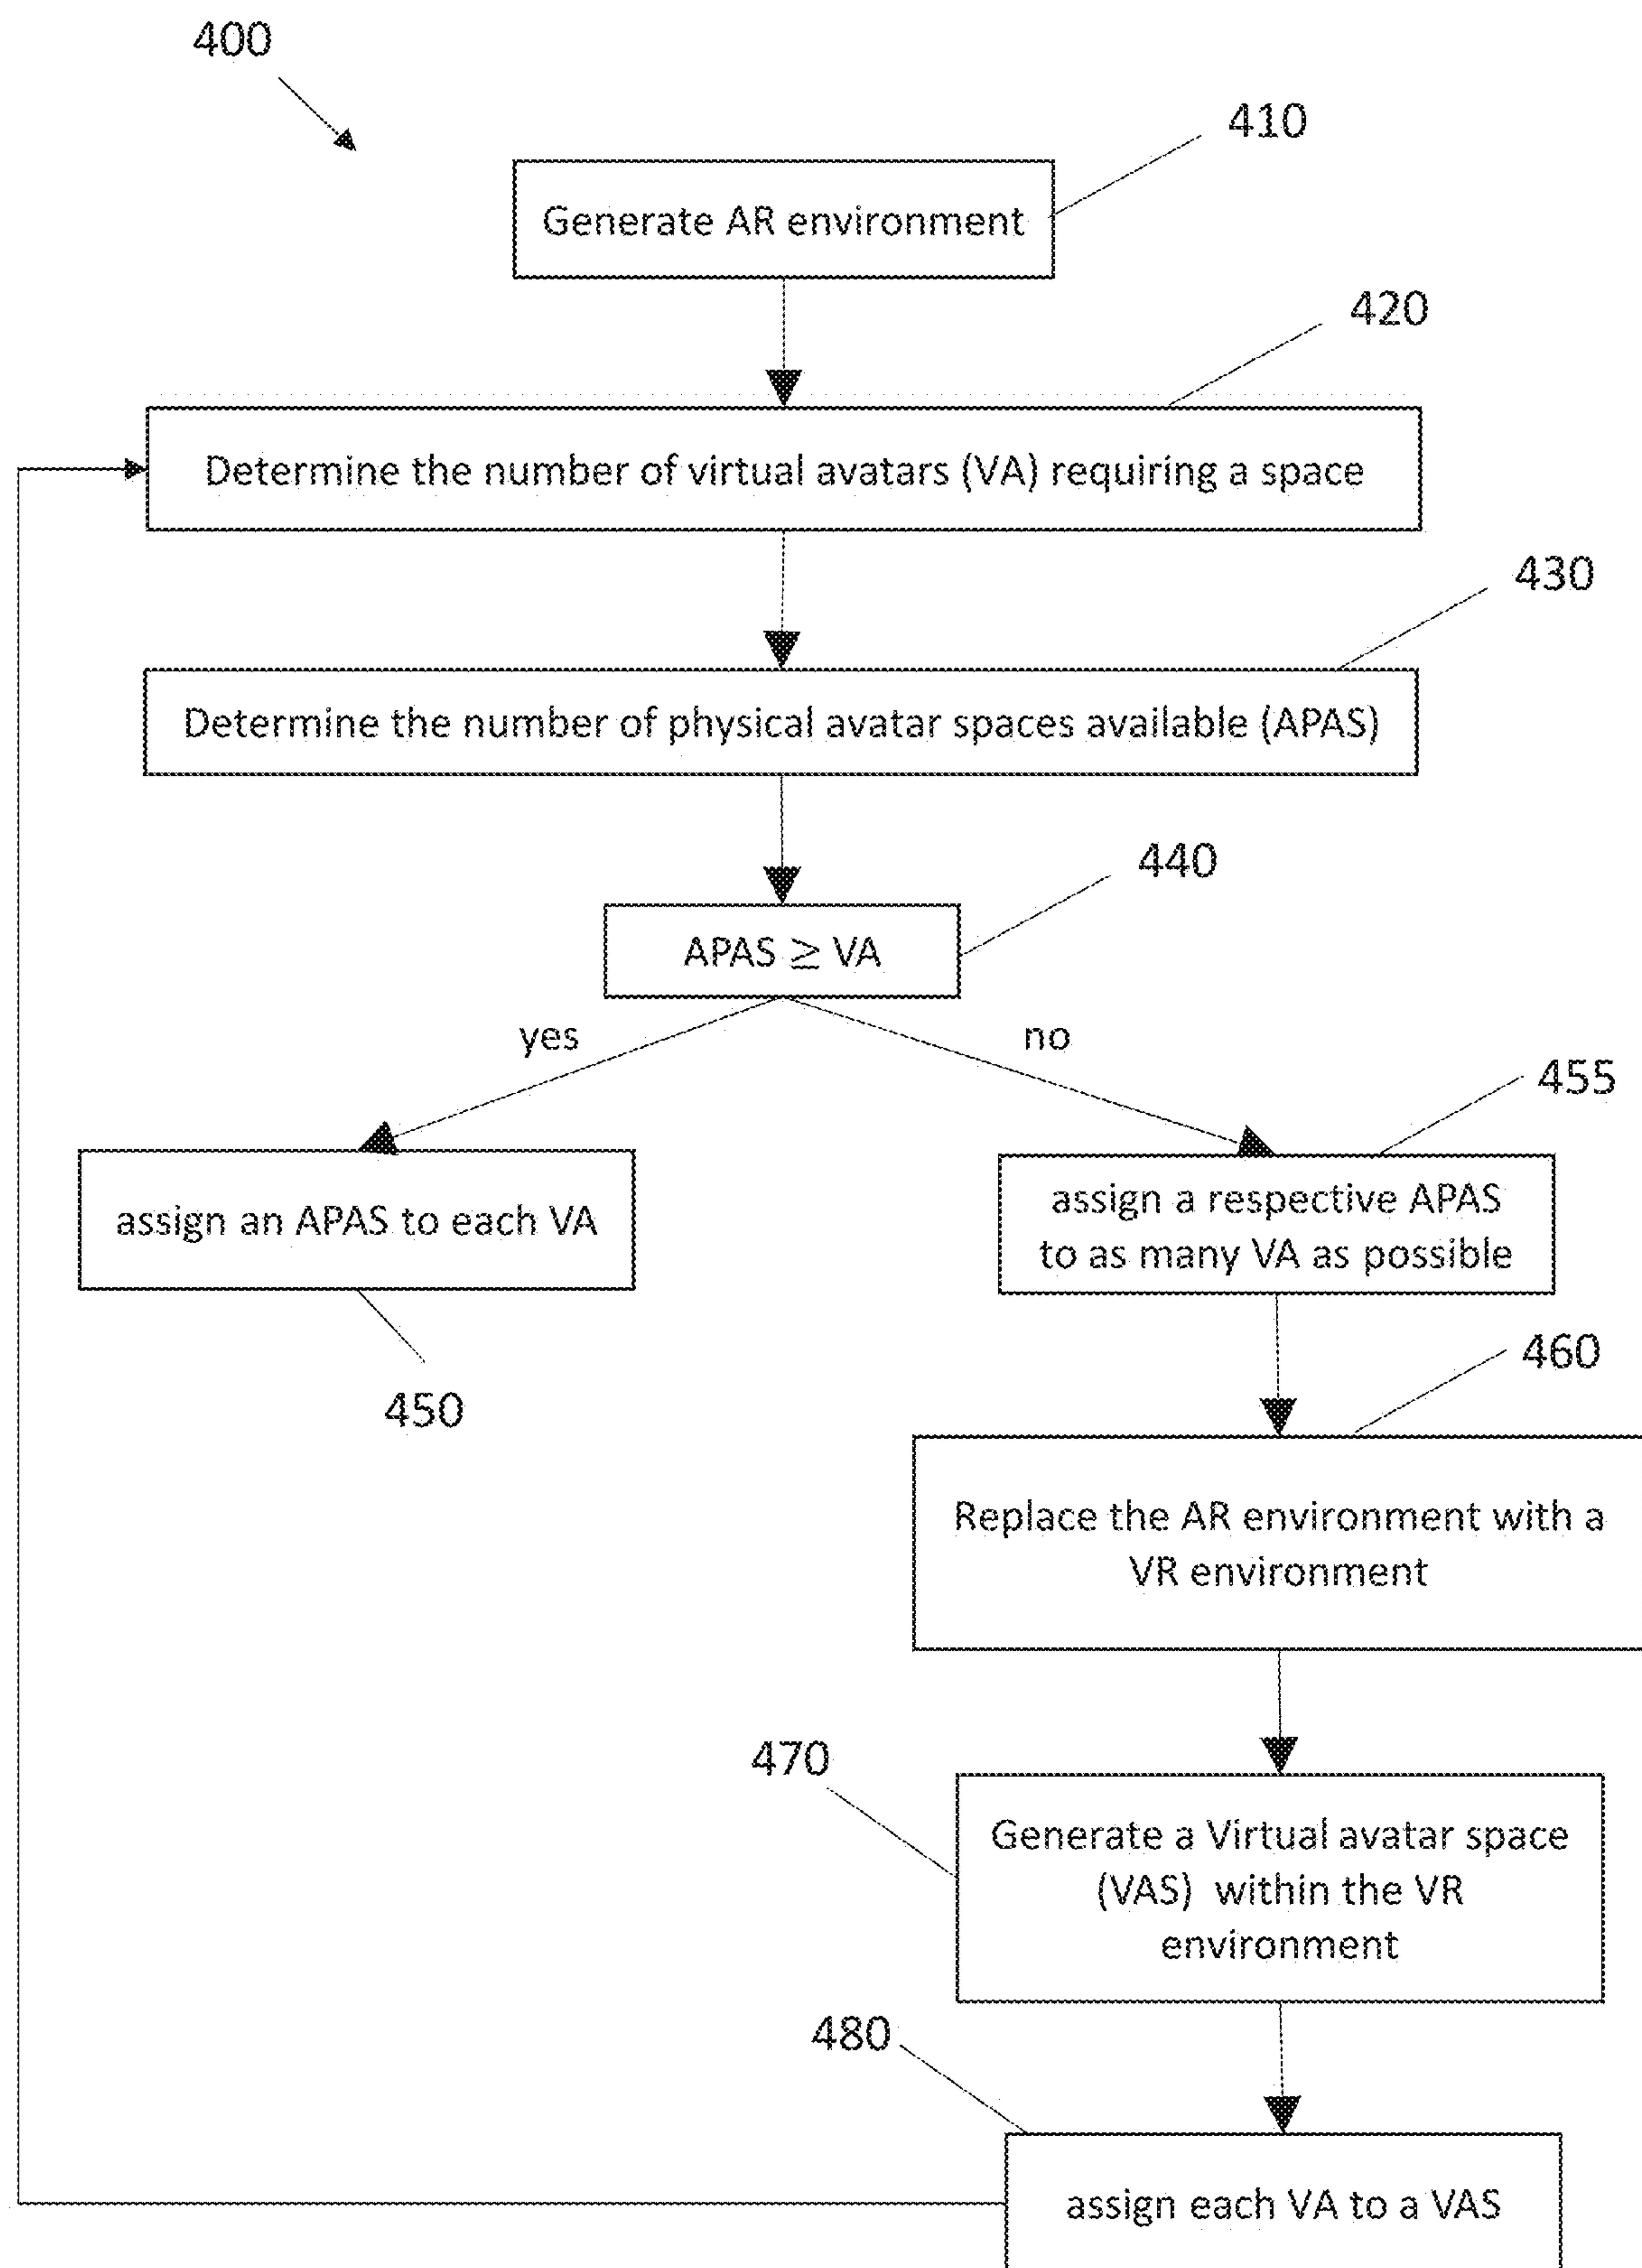 400
410
Generate AR environment
420
Determine the number of virtual avatars (VA) requiring a space
430
Determine the number of physical avatar spaces available (APAS)
440
APAS ≥ VA
yes
no
455
assign an APAS to each VA
assign a respective APAS
to as many VA as possible
460
450
Replace the AR environment with a
VR environment
470
Generate a Virtual avatar space
(VAS) within the VR
environment
480
assign each VA to a VAS